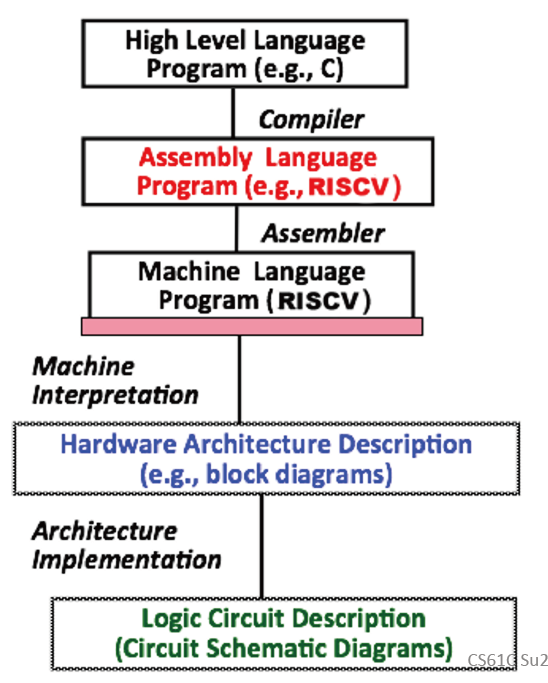 High Level Language
Program (e.g., C)
Compiler
Assembly Language
Program (e.g., RISCV)
Assembler
Machine Language
Program (RISCV)
Machine
Interpretation
Hardware Architecture Description
(e.g., block diagrams)
Architecture
Implementation
Logic Circuit Description
(Circuit Schematic Diagrams)
CS61C Su2